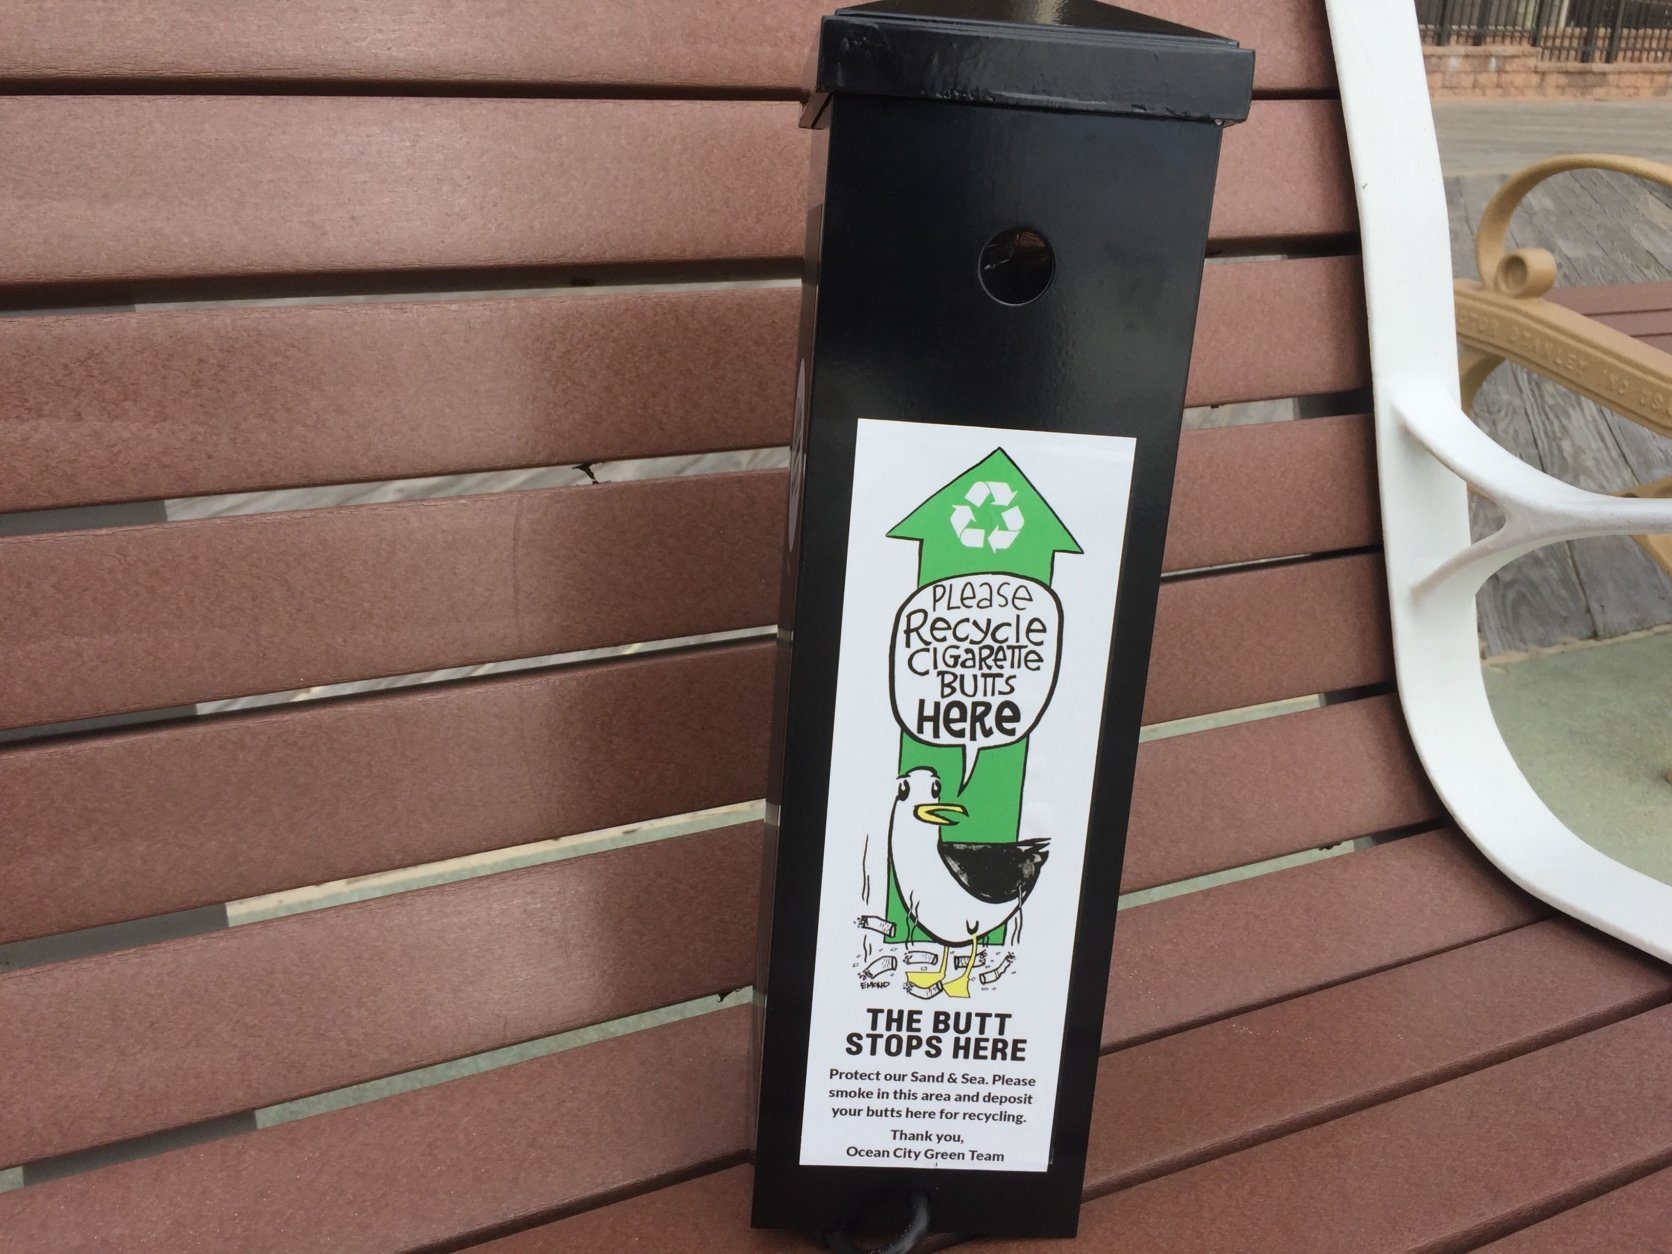 PLease
Recycle
CIGaReTTe
BUTTS
HeRe
EMOND
THE BUTT
STOPS HERE
Protect our Sand & Sea. Please
smoke in this area and deposit
your butts here for recycling.
Thank you,
Ocean City Green Team